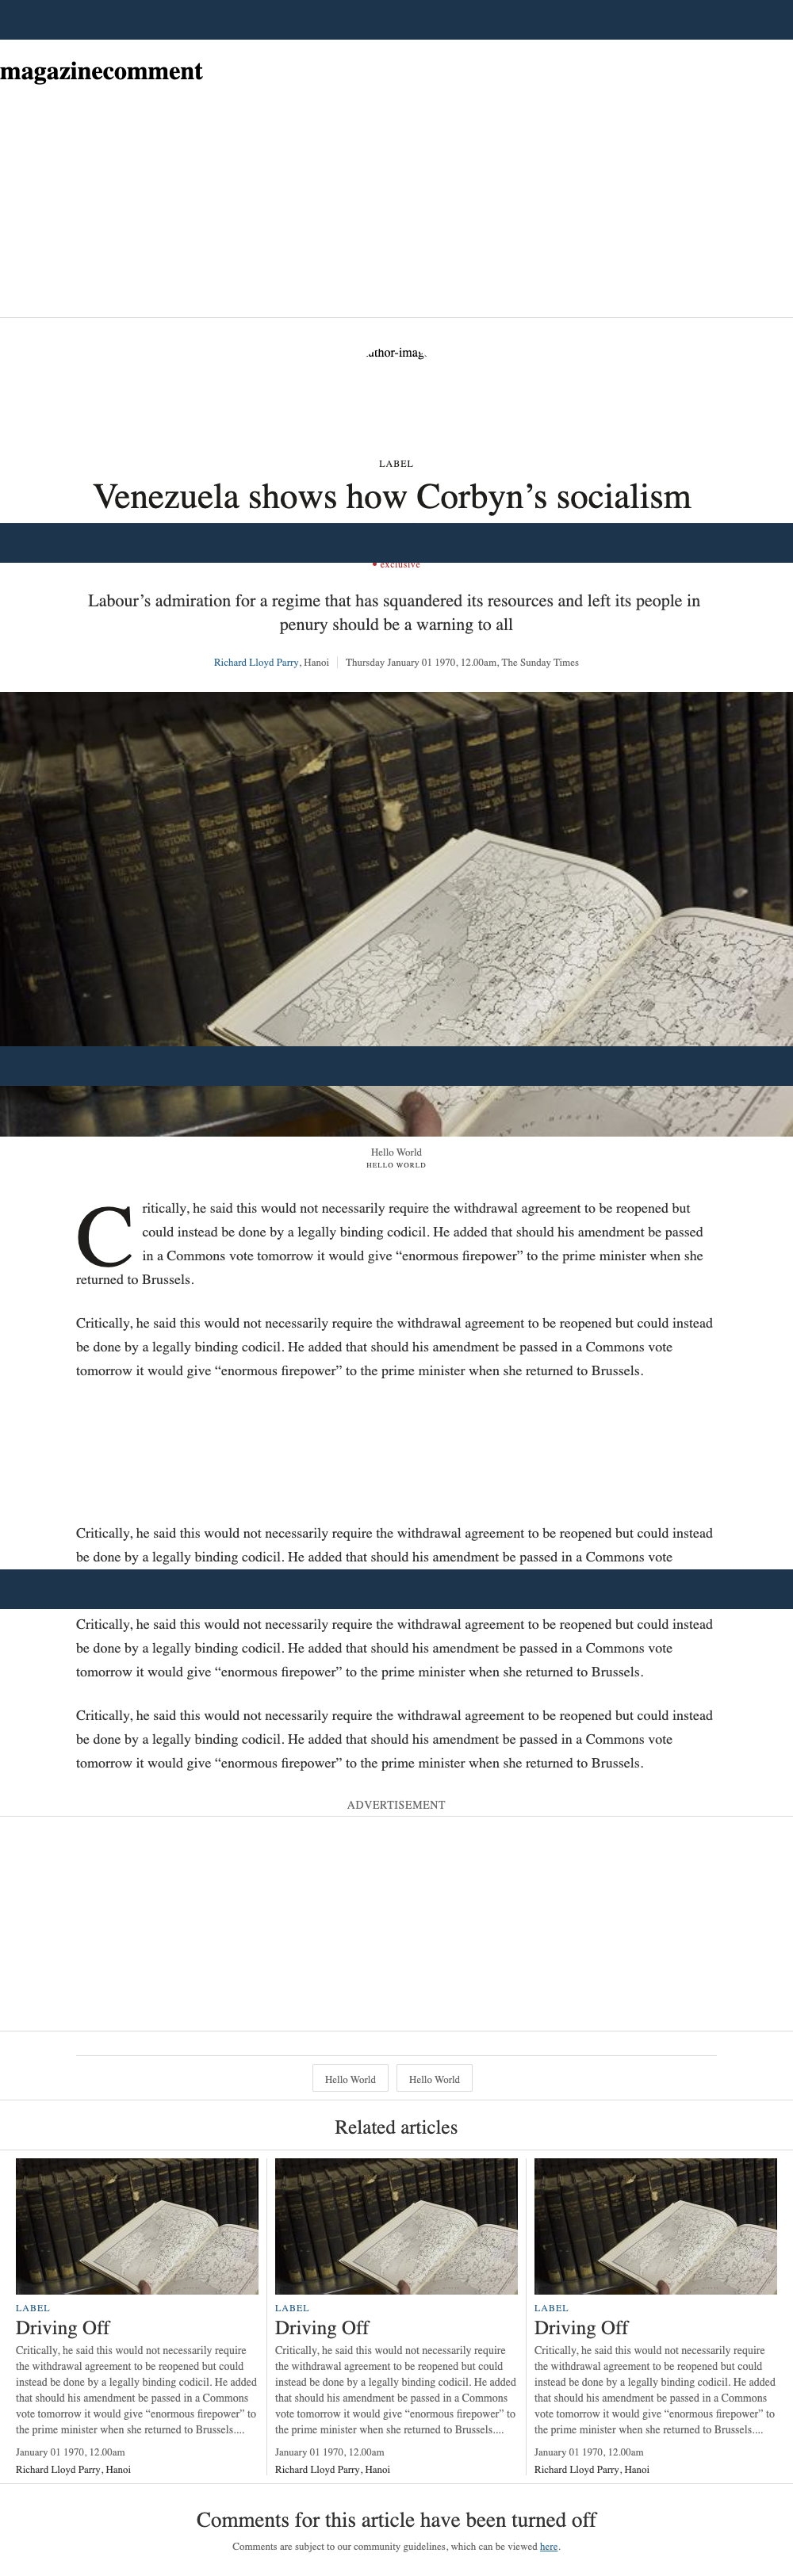 magazinecomment
LABEL
Venezuela shows how Corbyn’s socialism
• exclusive
Labour’s admiration for a regime that has squandered its resources and left its people in
penury should be a warning to all
Richard Lloyd Parry, Hanoi | Thursday January 01 1970, 12.00am, The Sunday Times
Hello World
HELLO WORLD
Critically, he said this would not necessarily require the withdrawal agreement to be reopened but
could instead be done by a legally binding codicil. He added that should his amendment be passed
in a Commons vote tomorrow it would give “enormous firepower” to the prime minister when she
returned to Brussels.
Critically, he said this would not necessarily require the withdrawal agreement to be reopened but could instead
be done by a legally binding codicil. He added that should his amendment be passed in a Commons vote
tomorrow it would give “enormous firepower” to the prime minister when she returned to Brussels.
Critically, he said this would not necessarily require the withdrawal agreement to be reopened but could instead
be done by a legally binding codicil. He added that should his amendment be passed in a Commons vote
Critically, he said this would not necessarily require the withdrawal agreement to be reopened but could instead
be done by a legally binding codicil. He added that should his amendment be passed in a Commons vote
tomorrow it would give “enormous firepower” to the prime minister when she returned to Brussels.
Critically, he said this would not necessarily require the withdrawal agreement to be reopened but could instead
be done by a legally binding codicil. He added that should his amendment be passed in a Commons vote
tomorrow it would give “enormous firepower” to the prime minister when she returned to Brussels.
ADVERTISEMENT
Hello World
Hello World
Related articles
LABEL
Driving Off
Critically, he said this would not necessarily require
the withdrawal agreement to be reopened but could
instead be done by a legally binding codicil. He added
that should his amendment be passed in a Commons
vote tomorrow it would give “enormous firepower” to
the prime minister when she returned to Brussels....
January 01 1970, 12.00am
Richard Lloyd Parry, Hanoi
LABEL
Driving Off
Critically, he said this would not necessarily require
the withdrawal agreement to be reopened but could
instead be done by a legally binding codicil. He added
that should his amendment be passed in a Commons
vote tomorrow it would give “enormous firepower” to
the prime minister when she returned to Brussels....
January 01 1970, 12.00am
Richard Lloyd Parry, Hanoi
LABEL
Driving Off
Critically, he said this would not necessarily require
the withdrawal agreement to be reopened but could
instead be done by a legally binding codicil. He added
that should his amendment be passed in a Commons
vote tomorrow it would give “enormous firepower” to
the prime minister when she returned to Brussels....
January 01 1970, 12.00am
Richard Lloyd Parry, Hanoi
Comments for this article have been turned off
Comments are subject to our community guidelines, which can be viewed here.